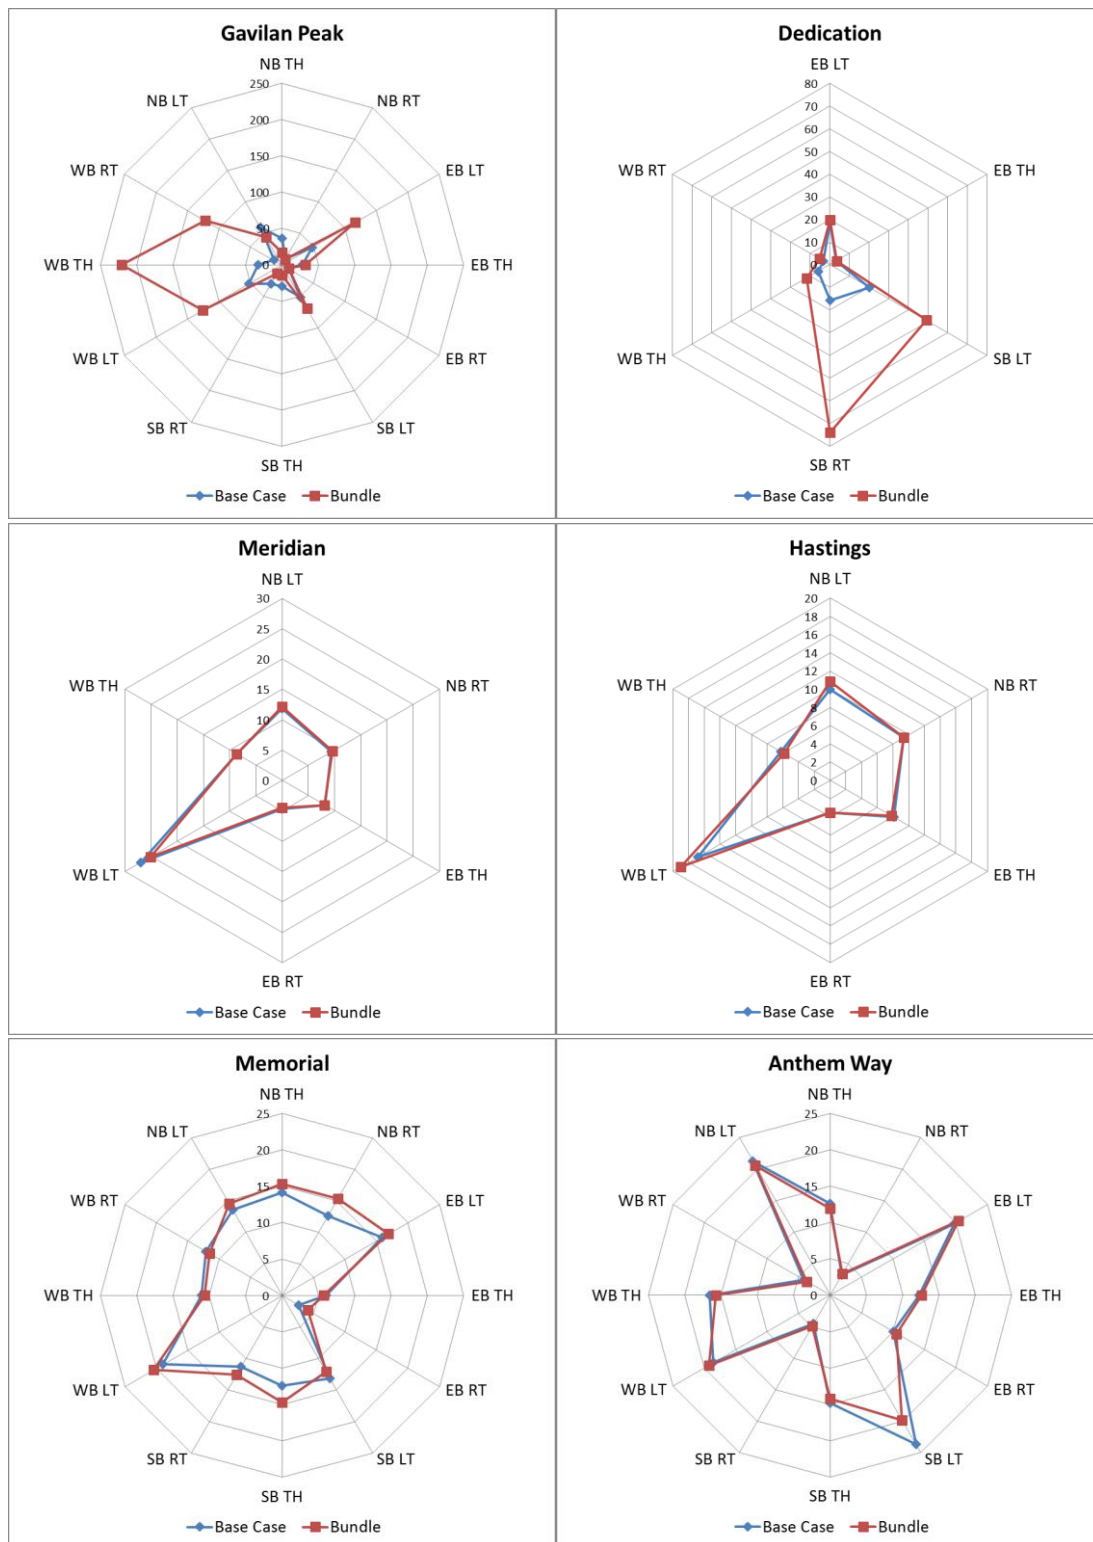 Gavilan Peak
NB TH
250
NB LT
NB RT
200
WB RT
150
EB LT
100
50
WB TH
0
EB TH
WB LT
EB RT
SB RT
SB LT
SB TH
Base Case
Bundle
Dedication
EB LT
80
70
60
WB RT
50
EB TH
40
30
20
10
0
WB TH
SB LT
SB RT
Base Case
Bundle
Meridian
NB LT
30
25
20
WB TH
NB RT
15
10
5
0
WB LT
EB TH
EB RT
Base Case
Bundle
Hastings
NB LT
20
18
16
14
WB TH
NB RT
12
10
8
6
4
2
0
WB LT
EB TH
EB RT
Base Case
Bundle
Memorial
NB TH
25
NB LT
NB RT
20
WB RT
15
EB LT
10
5
WB TH
0
EB TH
WB LT
EB RT
SB RT
SB LT
SB TH
Base Case
Bundle
Anthem Way
NB TH
25
NB LT
NB RT
20
WB RT
15
EB LT
10
5
WB TH
0
EB TH
WB LT
EB RT
SB RT
SB LT
SB TH
Base Case
Bundle